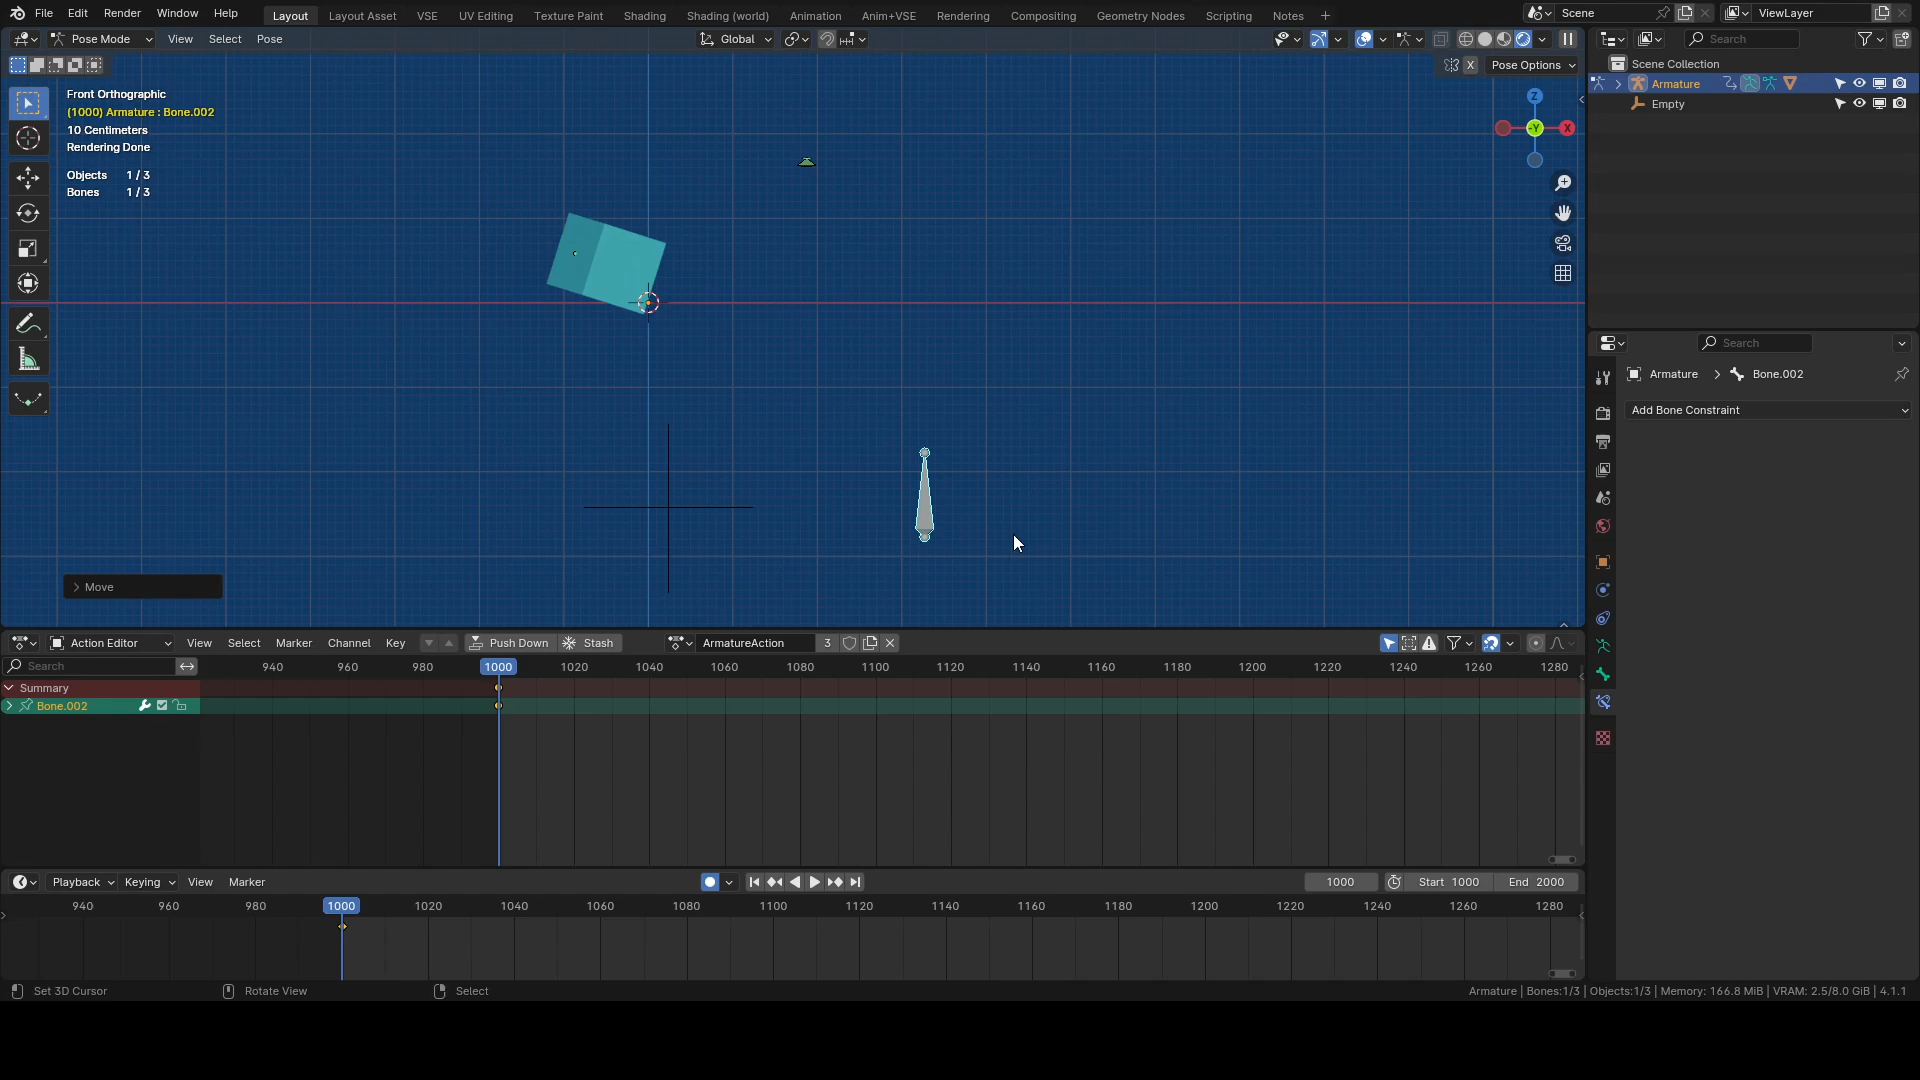 File Edit Render Window Help Layout Layout Asset VSE UV Editing Texture Paint Shading Shading (world) Animation Anim+VSE Rendering Compositing Geometry Nodes Scripting Notes + Scene ViewLayer
Pose Mode View Select Pose Global Search
X Pose Options
Scene Collection
Armature
Empty
Front Orthographic
(1000) Armature : Bone.002
10 Centimeters
Rendering Done
Objects 1 / 3
Bones 1 / 3
Z
-Y X
Search
Armature > Bone.002
Add Bone Constraint
> Move
Action Editor View Select Marker Channel Key Push Down Stash ArmatureAction 3
Search 940 960 980 1000 1020 1040 1060 1080 1100 1120 1140 1160 1180 1200 1220 1240 1260 1280
Summary
Bone.002
Playback Keying View Marker 1000 Start 1000 End 2000
940 960 980 1000 1020 1040 1060 1080 1100 1120 1140 1160 1180 1200 1220 1240 1260 1280
Set 3D Cursor Rotate View Select Armature | Bones:1/3 | Objects:1/3 | Memory: 166.8 MiB | VRAM: 2.5/8.0 GiB | 4.1.1